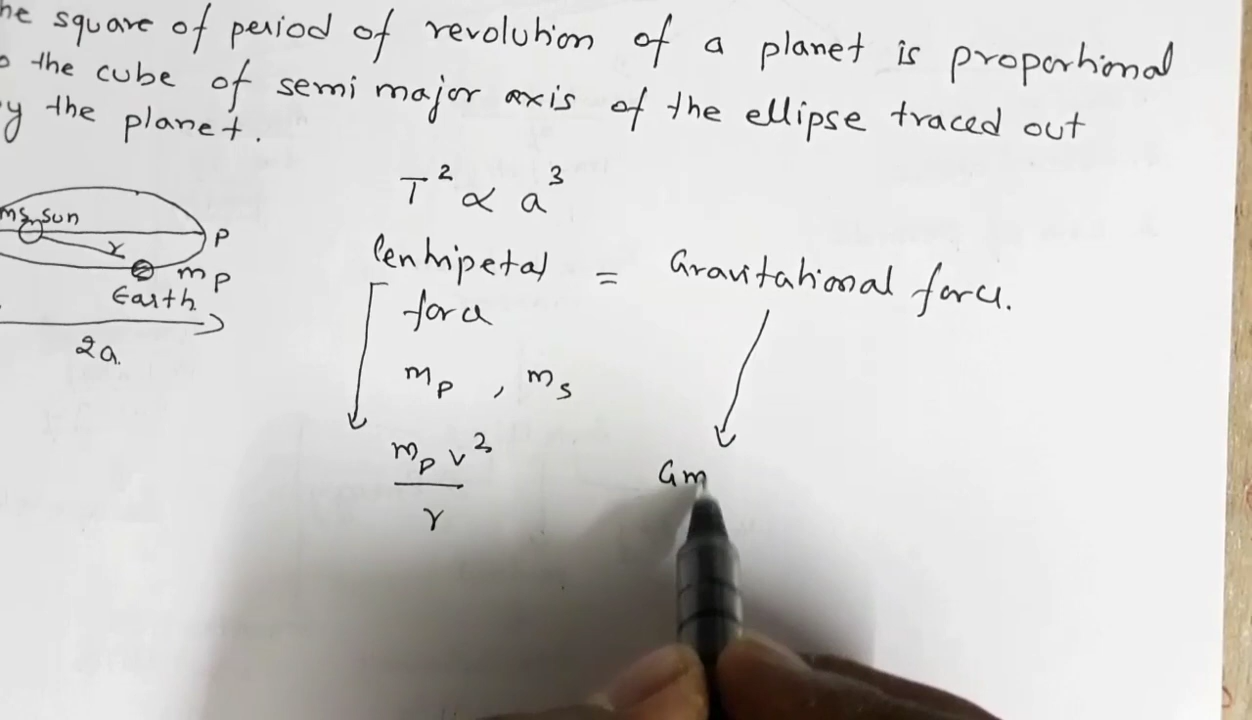 he square of period of revolution of a planet is proportional
o the cube of semi major axis of the ellipse traced out
y the planet.
T² ∝ a³
ms sun
r
P
mp
Earth
2a.
Centripetal force = Gravitational force.
mp , ms
mp v²
r
Gm